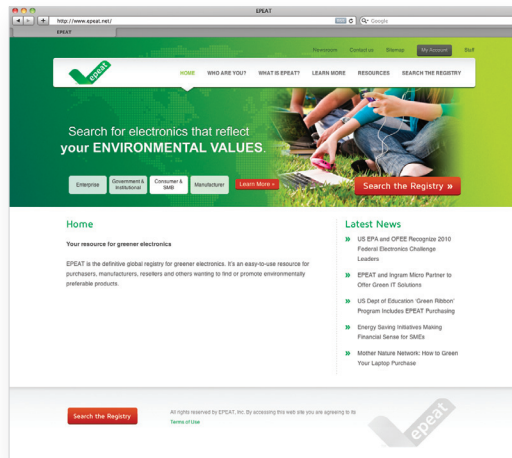 EPEAT
http://www.epeat.net/
Google
EPEAT
Newsroom Contact us Sitemap My Account Staff
epeat
HOME WHO ARE YOU? WHAT IS EPEAT? LEARN MORE RESOURCES SEARCH THE REGISTRY
Search for electronics that reflect
your ENVIRONMENTAL VALUES.
Enterprise
Government &
Institutional
Consumer &
SMB
Manufacturer
Learn More »
Search the Registry »
Home
Your resource for greener electronics
EPEAT is the definitive global registry for greener electronics. It's an easy-to-use resource for
purchasers, manufacturers, resellers and others wanting to find or promote environmentally
preferable products.
Latest News
» US EPA and OFEE Recognize 2010
Federal Electronics Challenge
Leaders
» EPEAT and Ingram Micro Partner to
Offer Green IT Solutions
» US Dept of Education 'Green Ribbon'
Program Includes EPEAT Purchasing
» Energy Saving Initiatives Making
Financial Sense for SMEs
» Mother Nature Network: How to Green
Your Laptop Purchase
Search the Registry
All rights reserved by EPEAT, Inc. By accessing this web site you are agreeing to its
Terms of Use
epeat